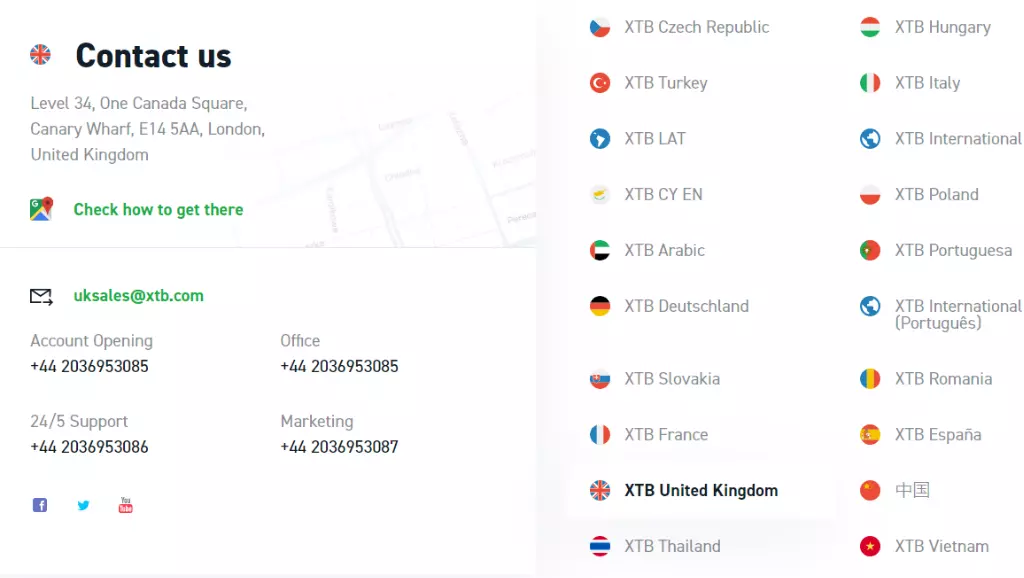 Contact us
Level 34, One Canada Square,
Canary Wharf, E14 5AA, London,
United Kingdom
Check how to get there
uksales@xtb.com
Account Opening
+44 2036953085
Office
+44 2036953085
24/5 Support
+44 2036953086
Marketing
+44 2036953087
You
Tube
XTB Czech Republic
XTB Hungary
XTB Turkey
XTB Italy
XTB LAT
XTB International
XTB CY EN
XTB Poland
XTB Arabic
XTB Portuguesa
XTB Deutschland
XTB International
(Português)
XTB Slovakia
XTB Romania
XTB France
XTB España
XTB United Kingdom
中国
XTB Thailand
XTB Vietnam